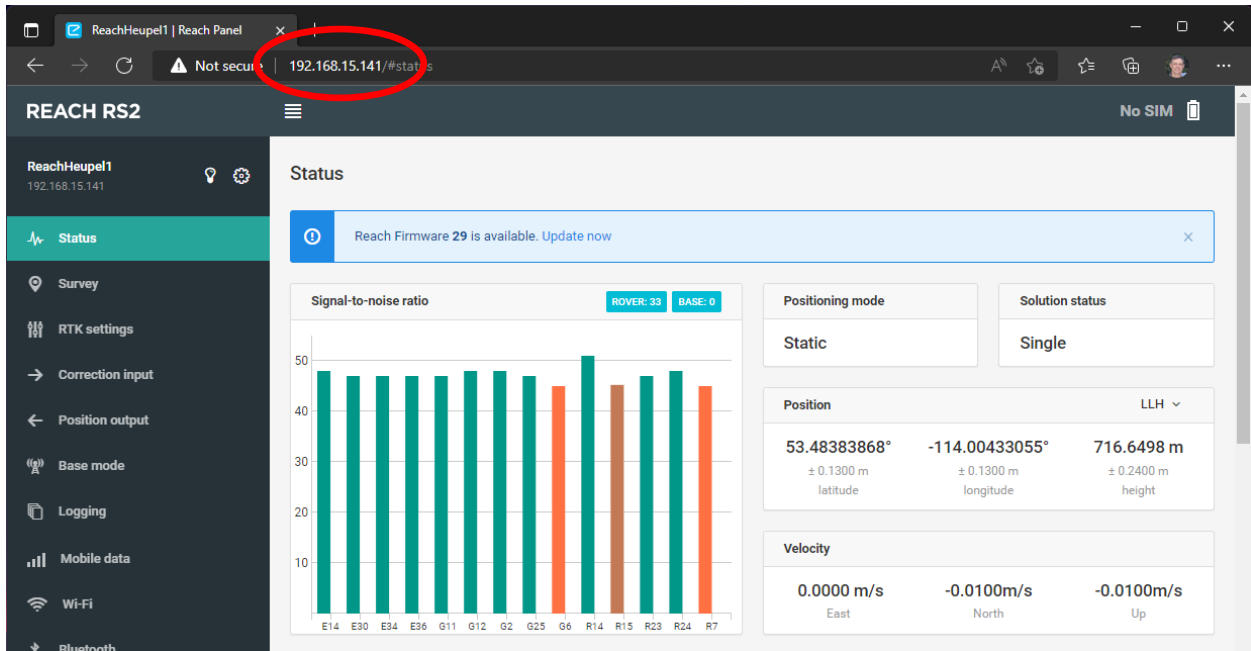 ReachHeupel1 | Reach Panel
Not secure 192.168.15.141/#status
REACH RS2
No SIM
ReachHeupel1
192.168.15.141
Status
Survey
RTK settings
Correction input
Position output
Base mode
Logging
Mobile data
Wi-Fi
Bluetooth
Status
Reach Firmware 29 is available. Update now
Signal-to-noise ratio ROVER: 33 BASE: 0
50
40
30
20
10
E14 E30 E34 E36 G11 G12 G2 G25 G6 R14 R15 R23 R24 R7
Positioning mode
Static
Solution status
Single
Position LLH
53.48383868° -114.00433055° 716.6498 m
± 0.1300 m ± 0.1300 m ± 0.2400 m
latitude longitude height
Velocity
0.0000 m/s -0.0100m/s -0.0100m/s
East North Up